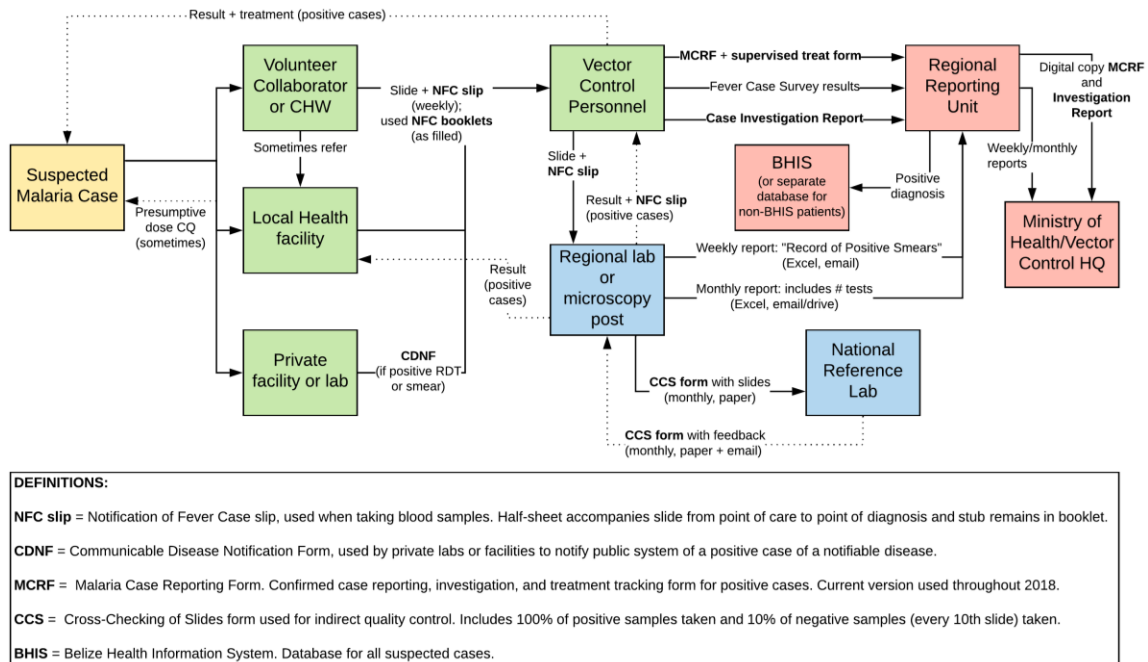 Result + treatment (positive cases)
Volunteer
Collaborator
or CHW
Slide + NFC slip
(weekly);
used NFC booklets
(as filled)
Vector
Control
Personnel
MCRF + supervised treat form
Fever Case Survey results
Case Investigation Report
Regional
Reporting
Unit
Digital copy MCRF
and
Investigation
Report
Suspected
Malaria Case
Sometimes refer
Slide +
NFC slip
Weekly/monthly
reports
BHIS
(or separate
database for
non-BHIS patients)
Positive
diagnosis
Presumptive
dose CQ
(sometimes)
Local Health
facility
Result + NFC slip
(positive cases)
Ministry of
Health/Vector
Control HQ
Result
(positive
cases)
Regional lab
or
microscopy
post
Weekly report: "Record of Positive Smears"
(Excel, email)
Monthly report: includes # tests
(Excel, email/drive)
Private
facility or lab
CDNF
(if positive RDT
or smear)
National
Reference
Lab
CCS form with slides
(monthly, paper)
CCS form with feedback
(monthly, paper + email)
DEFINITIONS:
NFC slip = Notification of Fever Case slip, used when taking blood samples. Half-sheet accompanies slide from point of care to point of diagnosis and stub remains in booklet.
CDNF = Communicable Disease Notification Form, used by private labs or facilities to notify public system of a positive case of a notifiable disease.
MCRF = Malaria Case Reporting Form. Confirmed case reporting, investigation, and treatment tracking form for positive cases. Current version used throughout 2018.
CCS = Cross-Checking of Slides form used for indirect quality control. Includes 100% of positive samples taken and 10% of negative samples (every 10th slide) taken.
BHIS = Belize Health Information System. Database for all suspected cases.